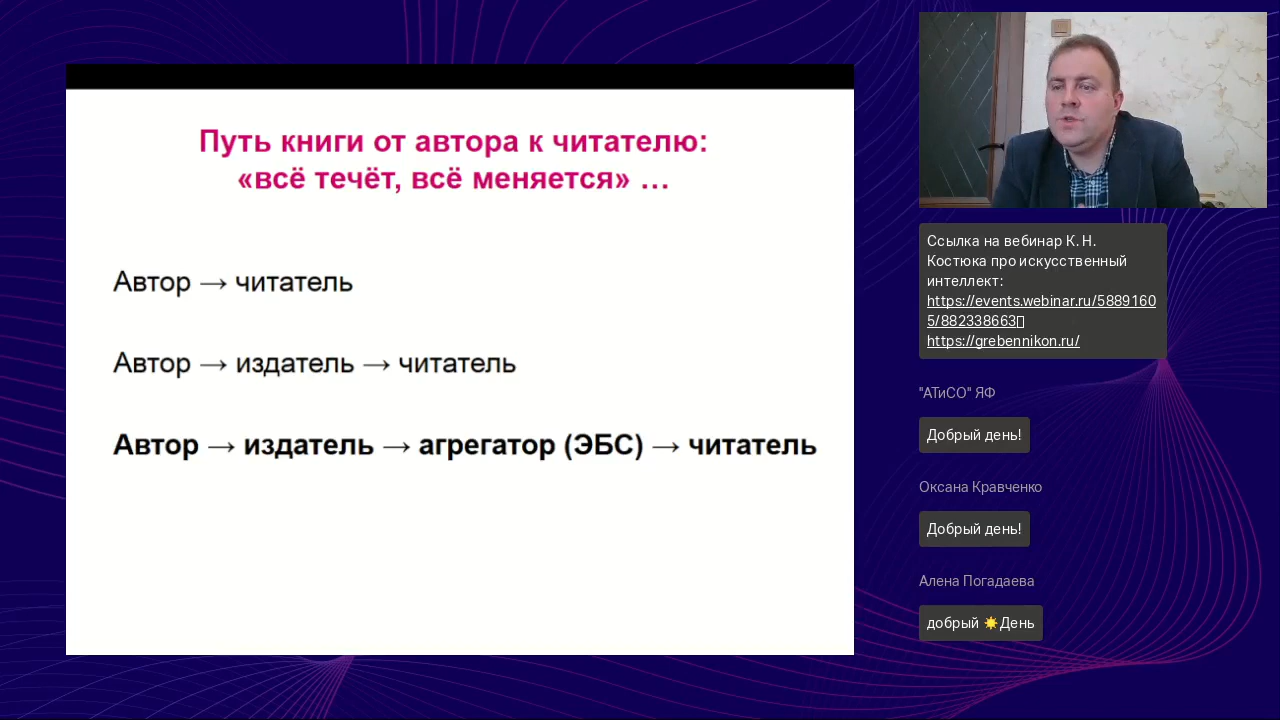 Путь книги от автора к читателю:
«всё течёт, всё меняется» …
Автор → читатель
Автор → издатель → читатель
Автор → издатель → агрегатор (ЭБС) → читатель
Ссылка на вебинар К. Н.
Костюка про искусственный
интеллект:
https://events.webinar.ru/5889160
5/882338663
https://grebennikon.ru/
"АТиСО" ЯФ
Добрый день!
Оксана Кравченко
Добрый день!
Алена Погадаева
добрый ☀️День